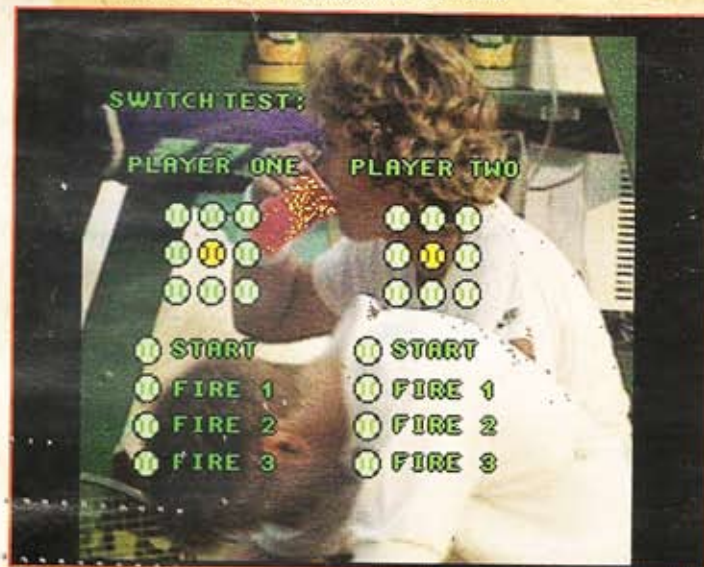 SWITCH TEST:
PLAYER ONE PLAYER TWO
START START
FIRE 1 FIRE 1
FIRE 2 FIRE 2
FIRE 3 FIRE 3